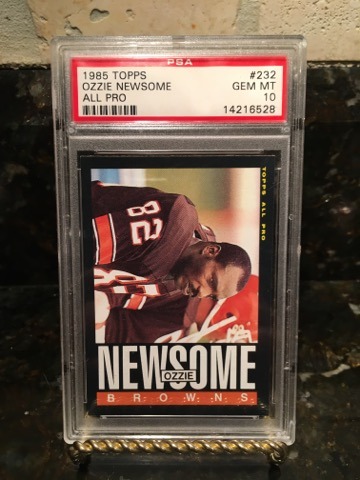 PSA
1985 TOPPS #232
OZZIE NEWSOME GEM MT
ALL PRO 10
14216528
TOPPS ALL PRO
82
NEWSOME
OZZIE
BROWNS